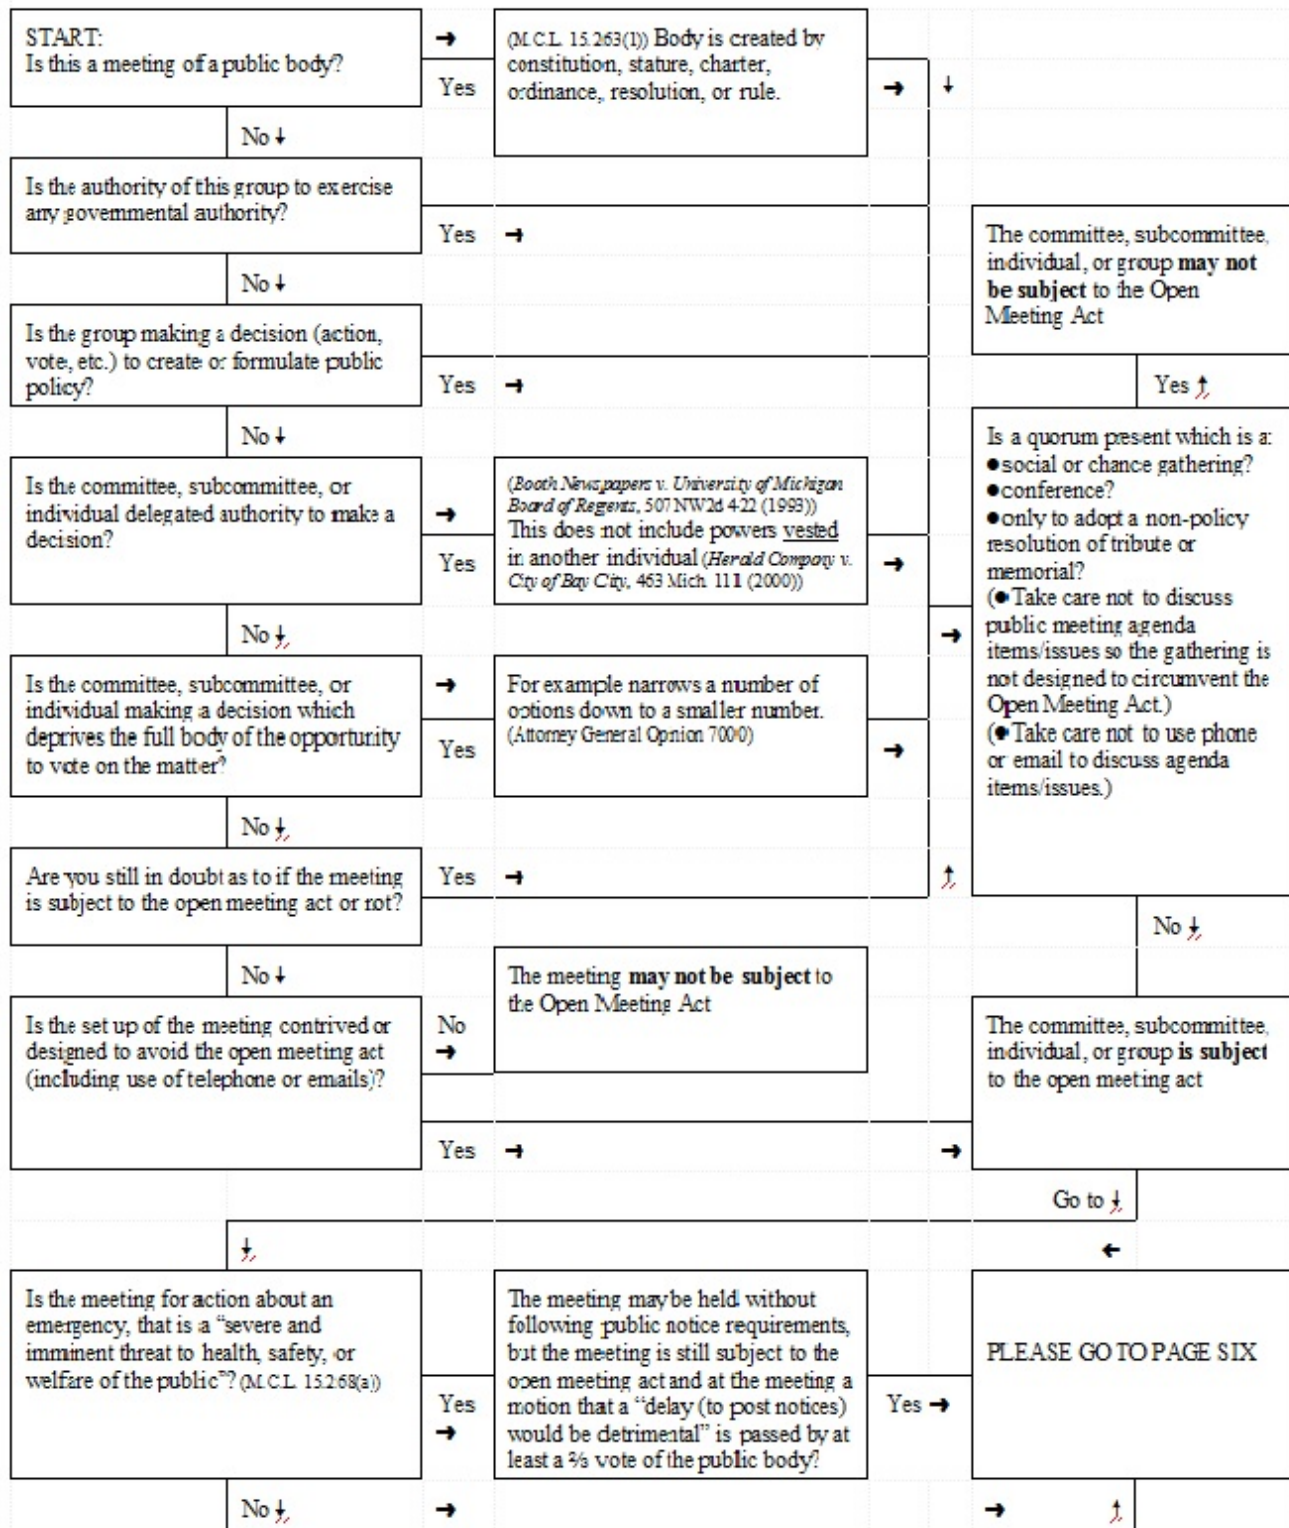 START:
Is this a meeting of a public body?
→
Yes
(M.C.L. 15.263(1)) Body is created by
constitution, stature, charter,
ordinance, resolution, or rule.
→
↓
No ↓
Is the authority of this group to exercise
any governmental authority?
Yes →
The committee, subcommittee,
individual, or group may not
be subject to the Open
Meeting Act
No ↓
Is the group making a decision (action,
vote, etc.) to create or formulate public
policy?
Yes →
Yes ↑
No ↓
Is a quorum present which is a:
●social or chance gathering?
●conference?
●only to adopt a non-policy
resolution of tribute or
memorial?
(●Take care not to discuss
public meeting agenda
items/issues so the gathering is
not designed to circumvent the
Open Meeting Act.)
(●Take care not to use phone
or email to discuss agenda
items/issues.)
Is the committee, subcommittee, or
individual delegated authority to make a
decision?
→
Yes
(Booth Newspapers v. University of Michigan
Board of Regents, 507 NW2d 422 (1993))
This does not include powers vested
in another individual (Herald Company v.
City of Bay City, 463 Mich. 111 (2000))
→
No ↓
→
Is the committee, subcommittee, or
individual making a decision which
deprives the full body of the opportunity
to vote on the matter?
→
Yes
For example narrows a number of
options down to a smaller number.
(Attorney General Opnion 7000)
→
No ↓
Are you still in doubt as to if the meeting
is subject to the open meeting act or not?
Yes →
↑
No ↓
No ↓
Is the set up of the meeting contrived or
designed to avoid the open meeting act
(including use of telephone or emails)?
No
→
The meeting may not be subject to
the Open Meeting Act
The committee, subcommittee,
individual, or group is subject
to the open meeting act
Yes →
→
Go to ↓
↓
←
Is the meeting for action about an
emergency, that is a “severe and
imminent threat to health, safety, or
welfare of the public”? (M.C.L. 15.268(a))
Yes
→
The meeting may be held without
following public notice requirements,
but the meeting is still subject to the
open meeting act and at the meeting a
motion that a “delay (to post notices)
would be detrimental” is passed by at
least a ⅔ vote of the public body?
Yes →
PLEASE GO TO PAGE SIX
No ↓
→
→
↑